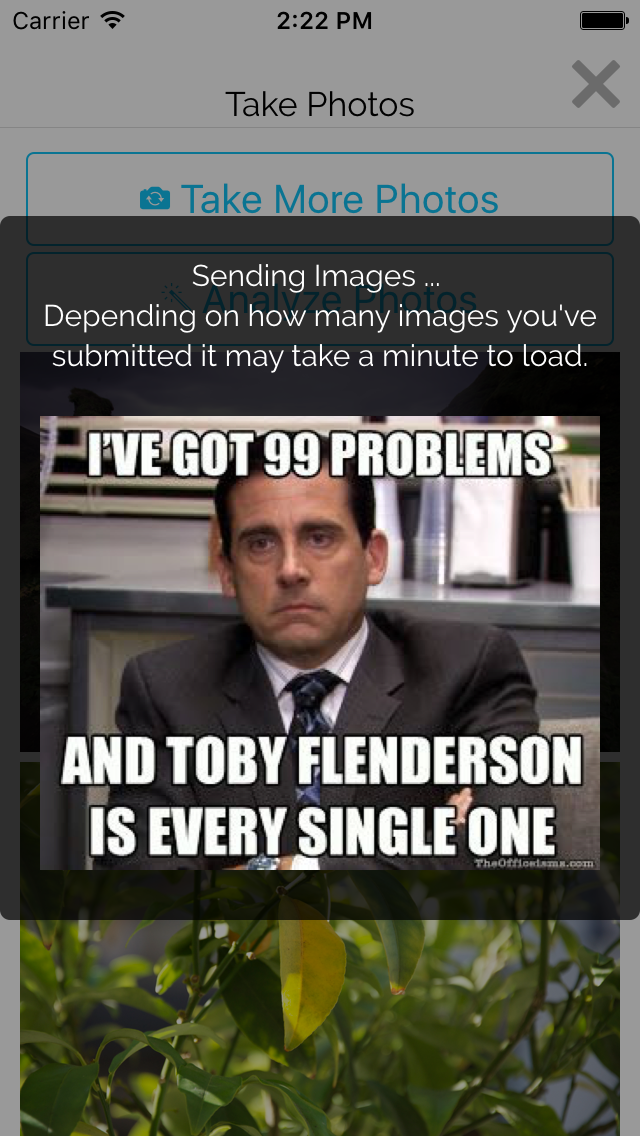 Carrier 2:22 PM
Take Photos
Take More Photos
Sending Images ...
Analyze Photos
Depending on how many images you've
submitted it may take a minute to load.
I'VE GOT 99 PROBLEMS
AND TOBY FLENDERSON
IS EVERY SINGLE ONE
TheOfficeisms.com